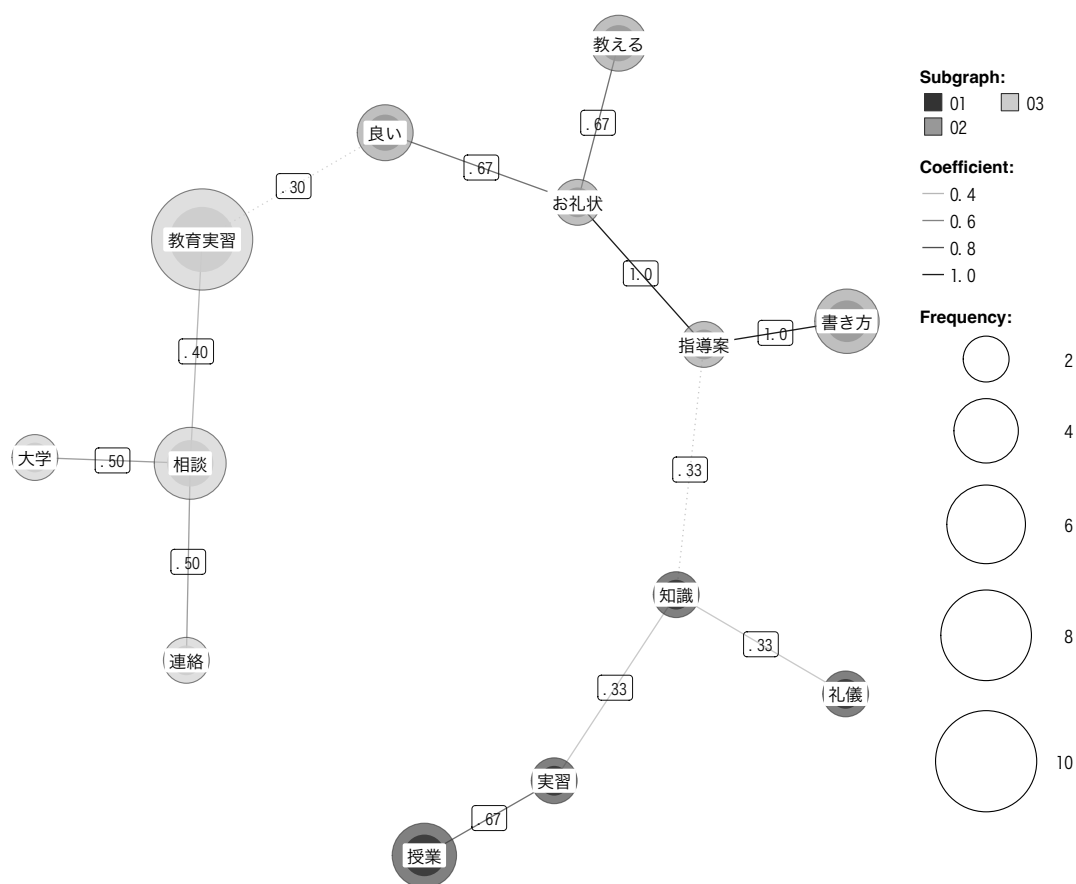 教える
良い
.67
.67
.30
お礼状
教育実習
1.0
書き方
1.0
指導案
.40
大学
.50
相談
.33
.50
知識
連絡
.33
.33
礼儀
実習
.67
授業
Subgraph:
01 03
02
Coefficient:
0.4
0.6
0.8
1.0
Frequency:
2
4
6
8
10